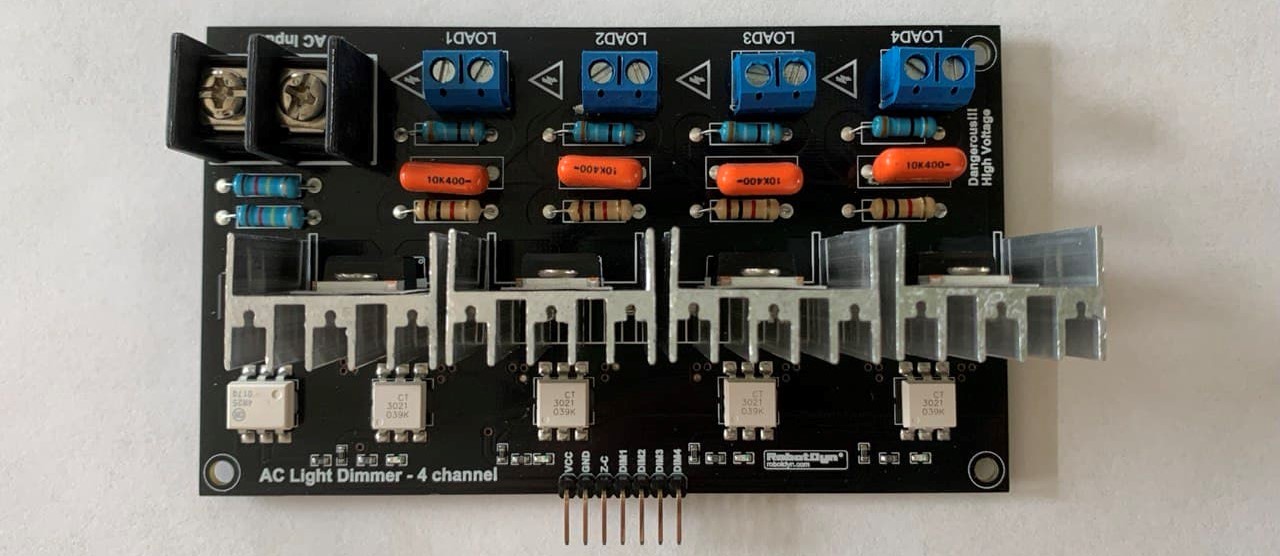 AC Inpu
LOAD1
LOAD2
LOAD3
LOAD4
Dangerous!!!
High Voltage
10K400~
10K400~
10K400~
10K400~
CT
3021
039K
CT
3021
039K
CT
3021
039K
CT
3021
039K
VCC
GND
Z-C
DIM1
DIM2
DIM3
DIM4
RobotDyn
robotdyn.com
AC Light Dimmer - 4 channel